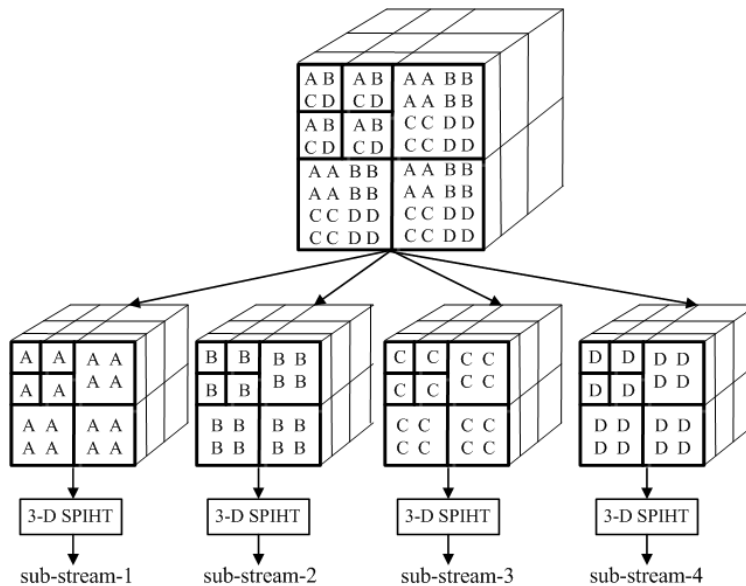 A B A B A A B B
C D C D A A B B
A B A B C C D D
C D C D C C D D
A A B B A A B B
A A B B A A B B
C C D D C C D D
C C D D C C D D
A A A A
A A A A
A A A A
A A A A
B B B B
B B B B
B B B B
B B B B
C C C C
C C C C
C C C C
C C C C
D D D D
D D D D
D D D D
D D D D
3-D SPIHT 3-D SPIHT 3-D SPIHT 3-D SPIHT
sub-stream-1 sub-stream-2 sub-stream-3 sub-stream-4